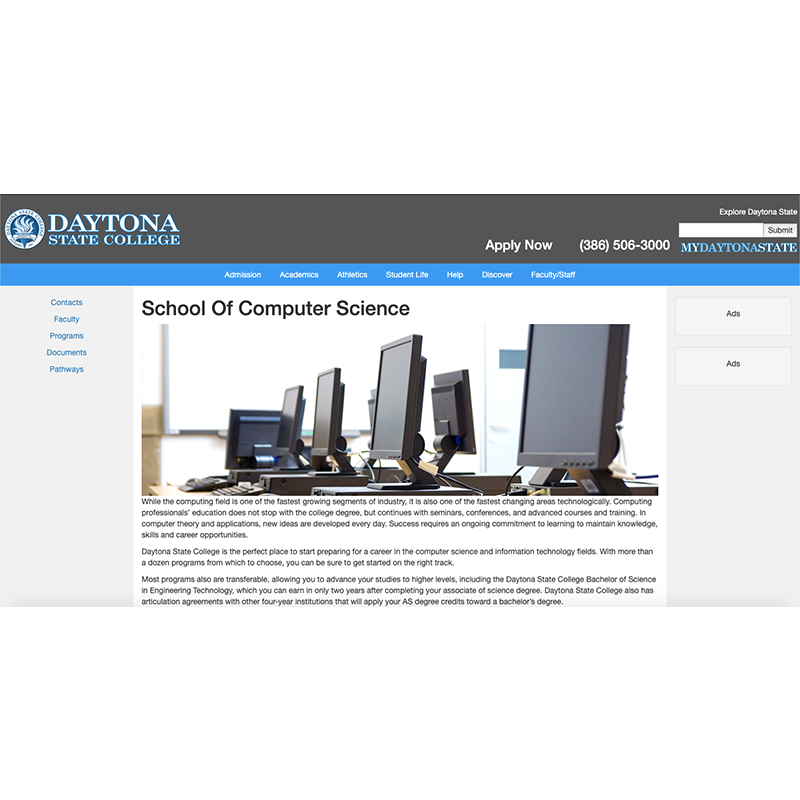 DAYTONA
STATE COLLEGE
Explore Daytona State
Submit
Apply Now
(386) 506-3000
MYDAYTONASTATE
Admission
Academics
Athletics
Student Life
Help
Discover
Faculty/Staff
Contacts
Faculty
Programs
Documents
Pathways
School Of Computer Science
While the computing field is one of the fastest growing segments of industry, it is also one of the fastest changing areas technologically. Computing
professionals' education does not stop with the college degree, but continues with seminars, conferences, and advanced courses and training. In
computer theory and applications, new ideas are developed every day. Success requires an ongoing commitment to learning to maintain knowledge,
skills and career opportunities.
Daytona State College is the perfect place to start preparing for a career in the computer science and information technology fields. With more than
a dozen programs from which to choose, you can be sure to get started on the right track.
Most programs also are transferable, allowing you to advance your studies to higher levels, including the Daytona State College Bachelor of Science
in Engineering Technology, which you can earn in only two years after completing your associate of science degree. Daytona State College also has
articulation agreements with other four-year institutions that will apply your AS degree credits toward a bachelor's degree.
Ads
Ads